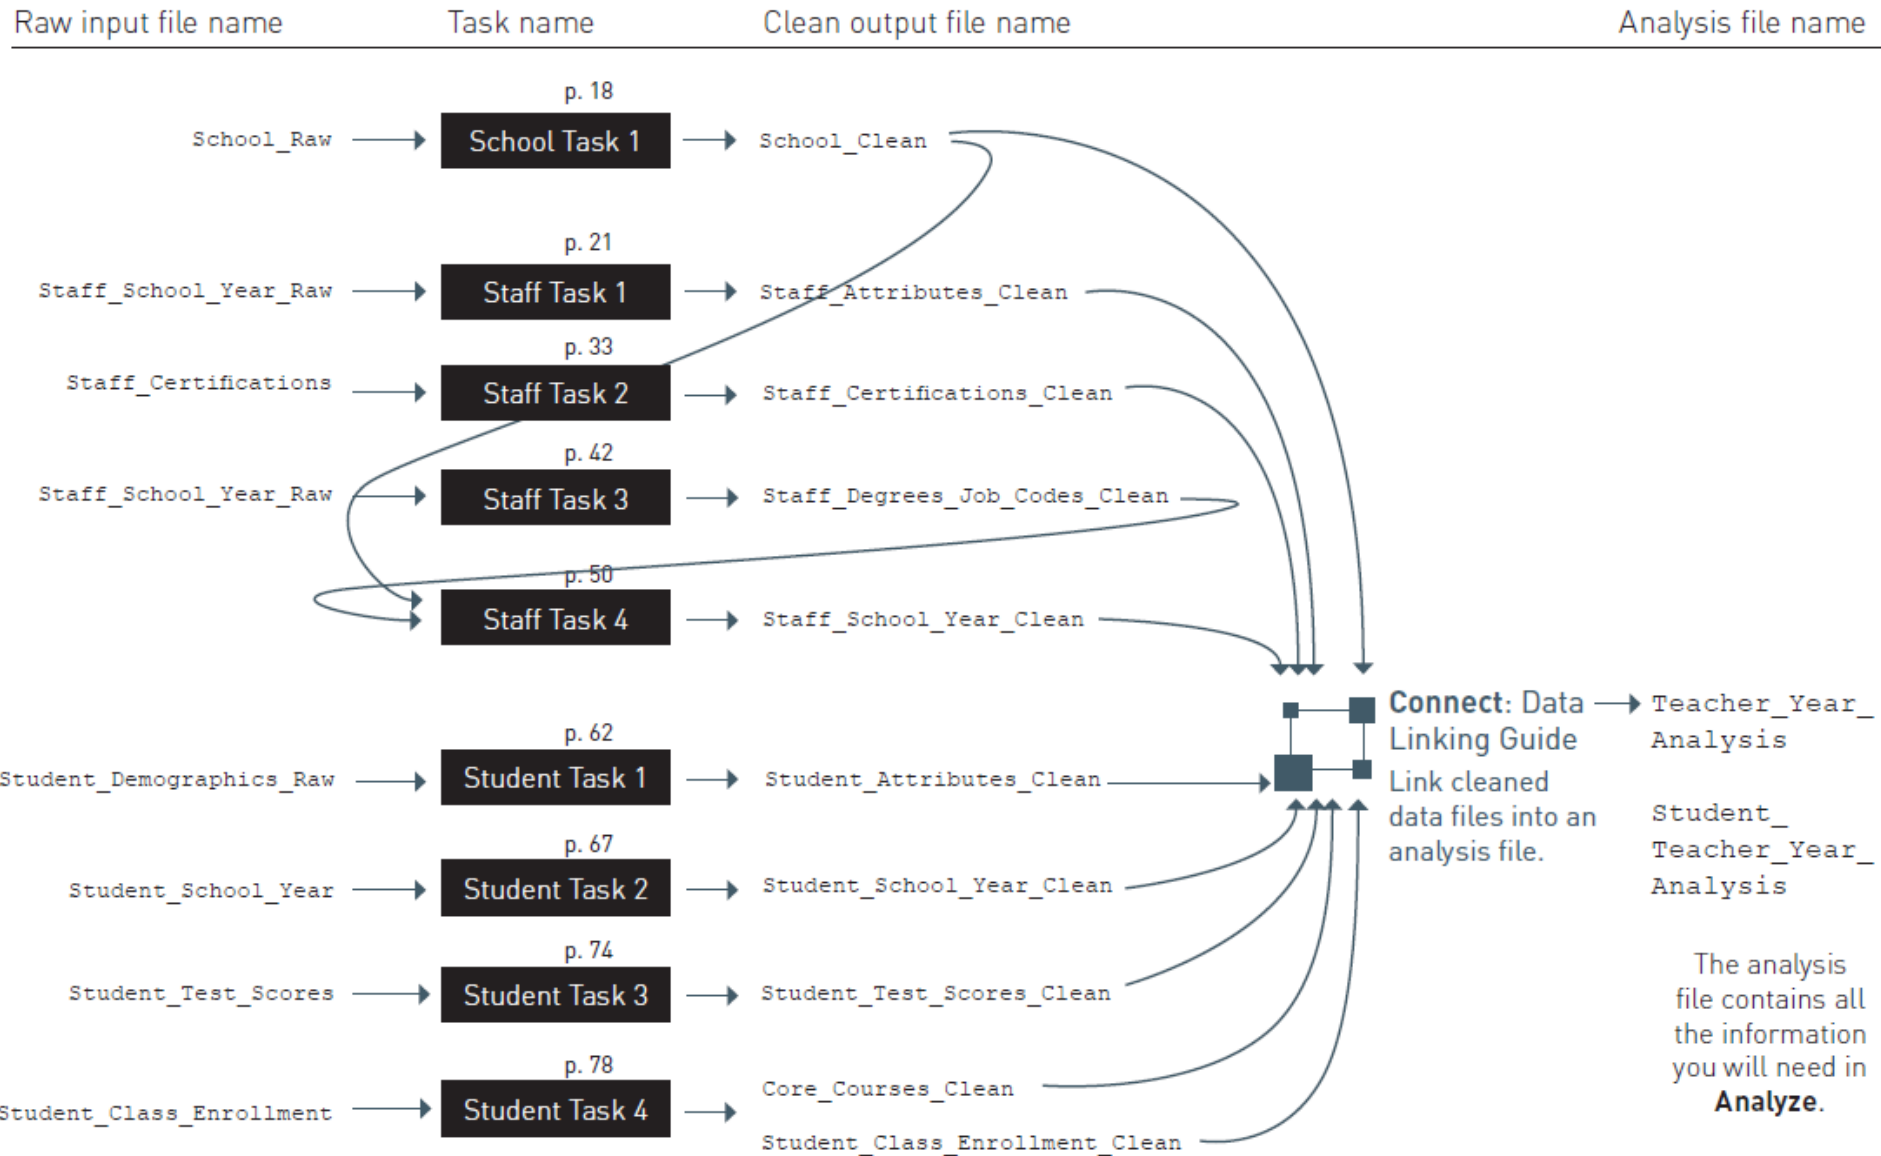 Raw input file name Task name Clean output file name Analysis file name
p. 18
School_Raw School Task 1 School_Clean
p. 21
Staff_School_Year_Raw Staff Task 1 Staff_Attributes_Clean
p. 33
Staff_Certifications Staff Task 2 Staff_Certifications_Clean
p. 42
Staff_School_Year_Raw Staff Task 3 Staff_Degrees_Job_Codes_Clean
p. 50
Staff Task 4 Staff_School_Year_Clean
p. 62
Student_Demographics_Raw Student Task 1 Student_Attributes_Clean
p. 67
Student_School_Year Student Task 2 Student_School_Year_Clean
p. 74
Student_Test_Scores Student Task 3 Student_Test_Scores_Clean
p. 78
Student_Class_Enrollment Student Task 4 Core_Courses_Clean
Student_Class_Enrollment_Clean
Connect: Data
Linking Guide
Link cleaned
data files into an
analysis file.
Teacher_Year_
Analysis
Student_
Teacher_Year_
Analysis
The analysis
file contains all
the information
you will need in
Analyze.